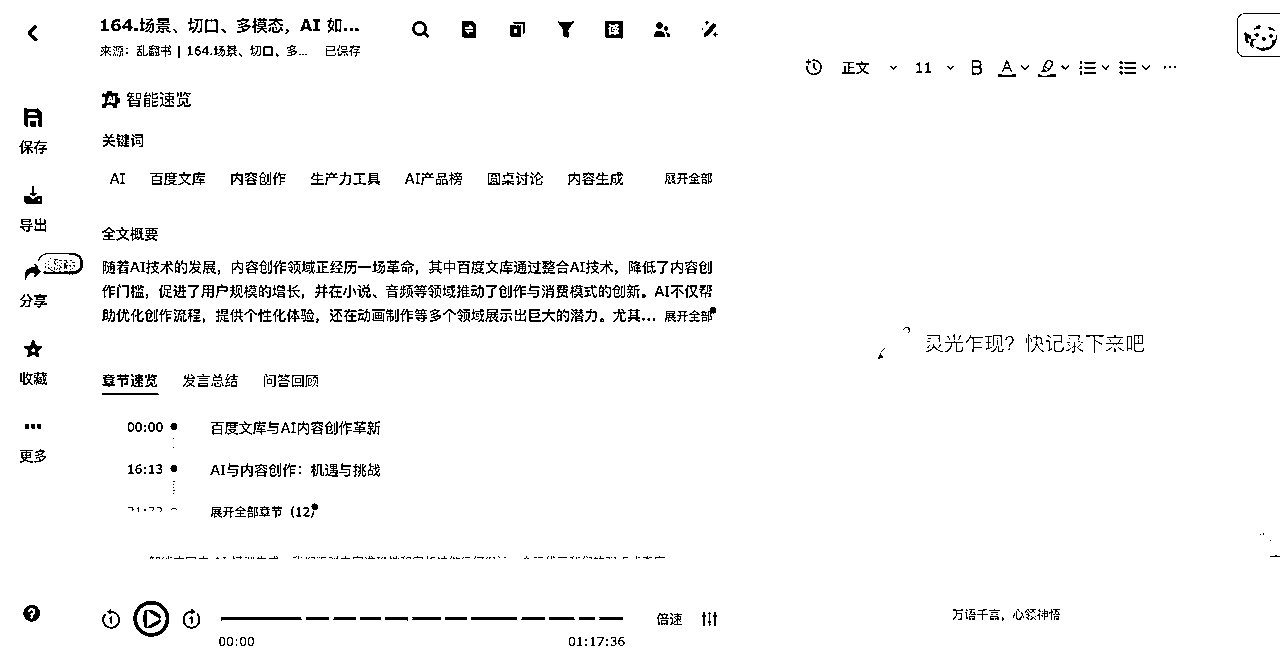 164.场景、切口、多模态，AI 如...
来源：乱翻书 | 164.场景、切口、多... 已保存
正文 11 B A
智能速览
关键词
保存
AI 百度文库 内容创作 生产力工具 AI产品榜 圆桌讨论 内容生成 展开全部
导出
全文概要
随着AI技术的发展，内容创作领域正经历一场革命，其中百度文库通过整合AI技术，降低了内容创
作门槛，促进了用户规模的增长，并在小说、音频等领域推动了创作与消费模式的创新。AI不仅帮
助优化创作流程，提供个性化体验，还在动画制作等多个领域展示出巨大的潜力。尤其... 展开全部
分享
灵光乍现？快记录下来吧
收藏
章节速览 发言总结 问答回顾
00:00 百度文库与AI内容创作革新
更多
16:13 AI与内容创作：机遇与挑战
展开全部章节（12）
万语千言，心领神悟
倍速
00:00 01:17:36